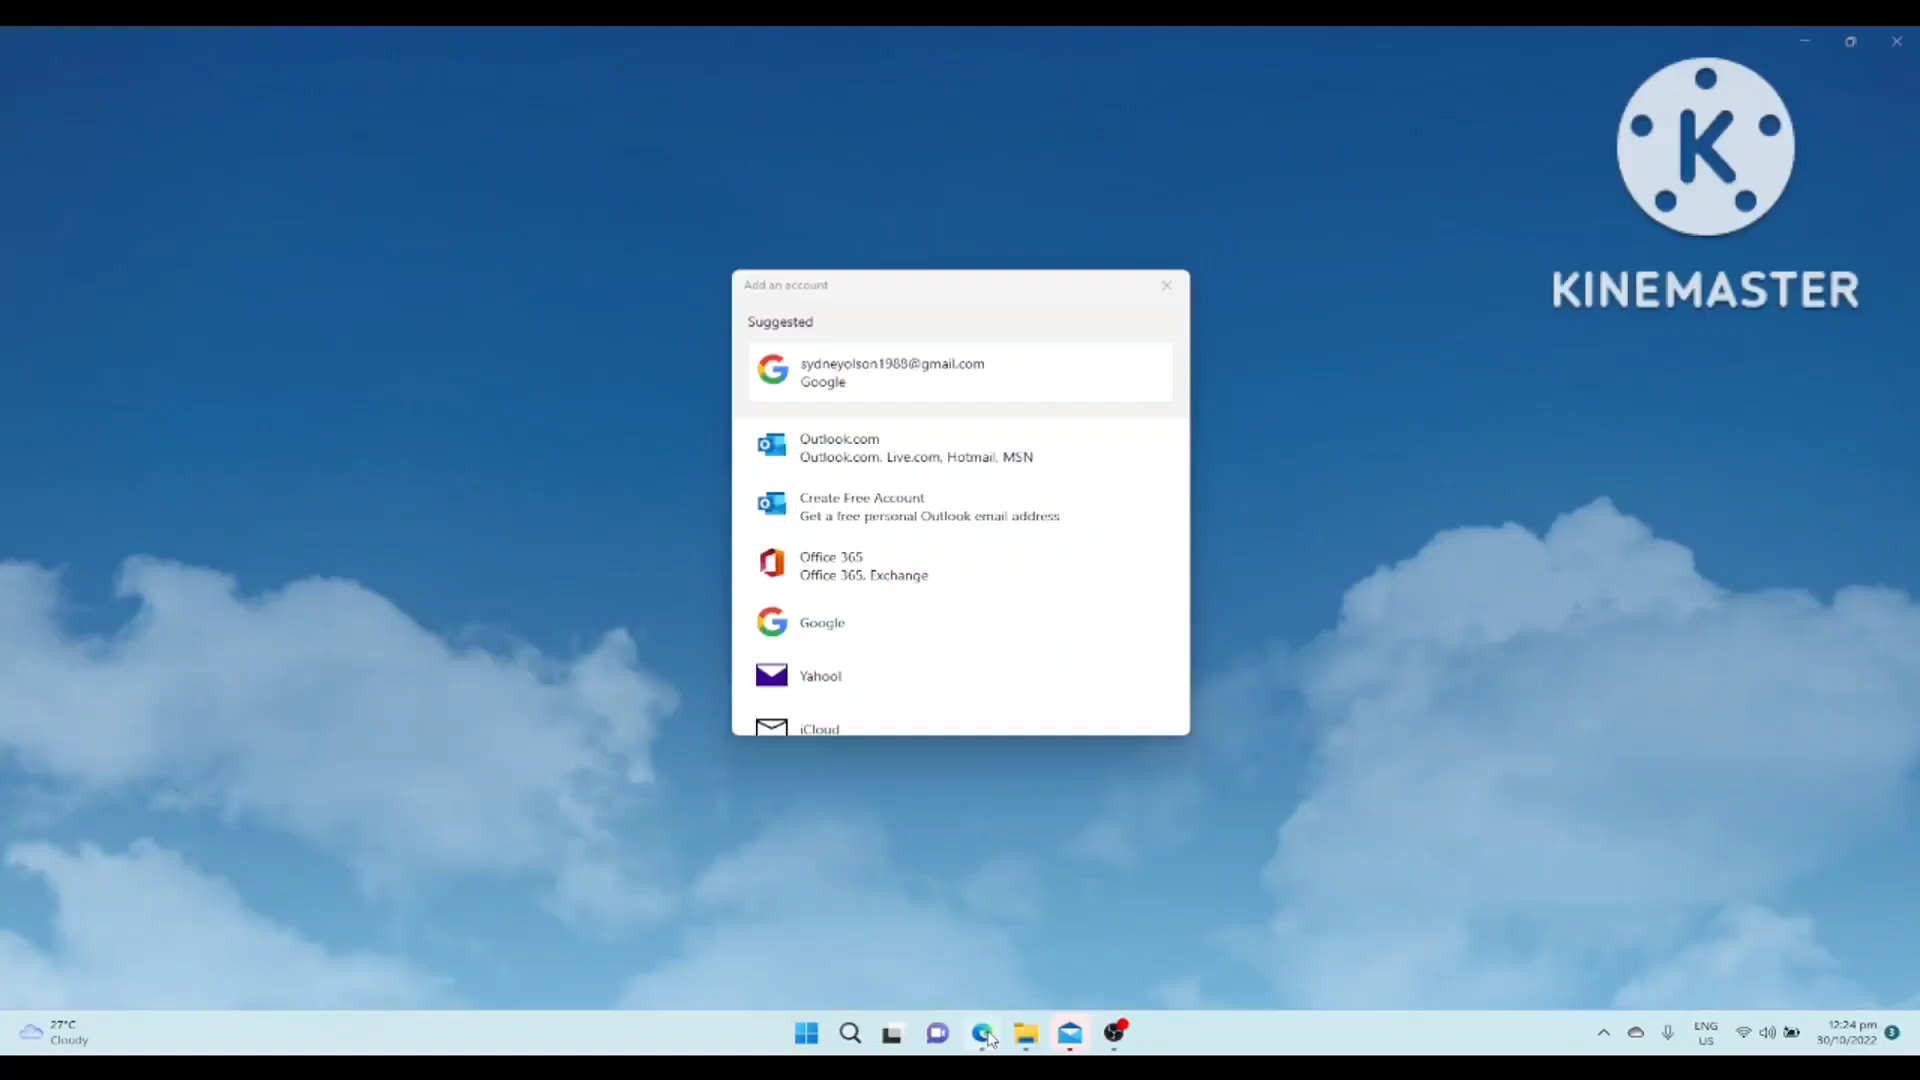 K
KINEMASTER
Add an account
Suggested
sydneyolson1988@gmail.com
Google
Outlook.com
Outlook.com, Live.com, Hotmail, MSN
Create Free Account
Get a free personal Outlook email address
Office 365
Office 365, Exchange
Google
Yahoo!
iCloud
27°C
Cloudy
ENG
US
12:24 pm
30/10/2022
3